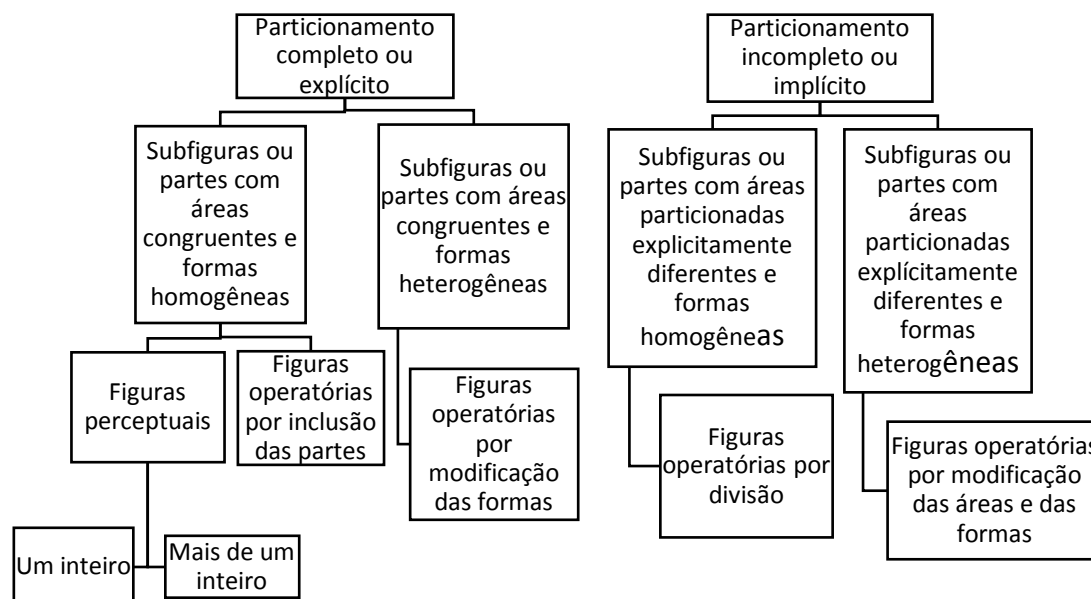 Particionamento
completo ou
explícito
Subfiguras ou
partes com
áreas
congruentes e
formas
homogêneas
Subfiguras ou
partes com áreas
congruentes e
formas
heterogêneas
Figuras
perceptuais
Figuras
operatórias
por inclusão
das partes
Figuras
operatórias
por
modificação
das formas
Um inteiro
Mais de um
inteiro
Particionamento
incompleto ou
implícito
Subfiguras ou
partes com áreas
particionadas
explicitamente
diferentes e
formas
homogêneas
Subfiguras ou
partes com
áreas
particionadas
explícitamente
diferentes e
formas
heterogêneas
Figuras
operatórias por
divisão
Figuras operatórias
por modificação
das áreas e das
formas